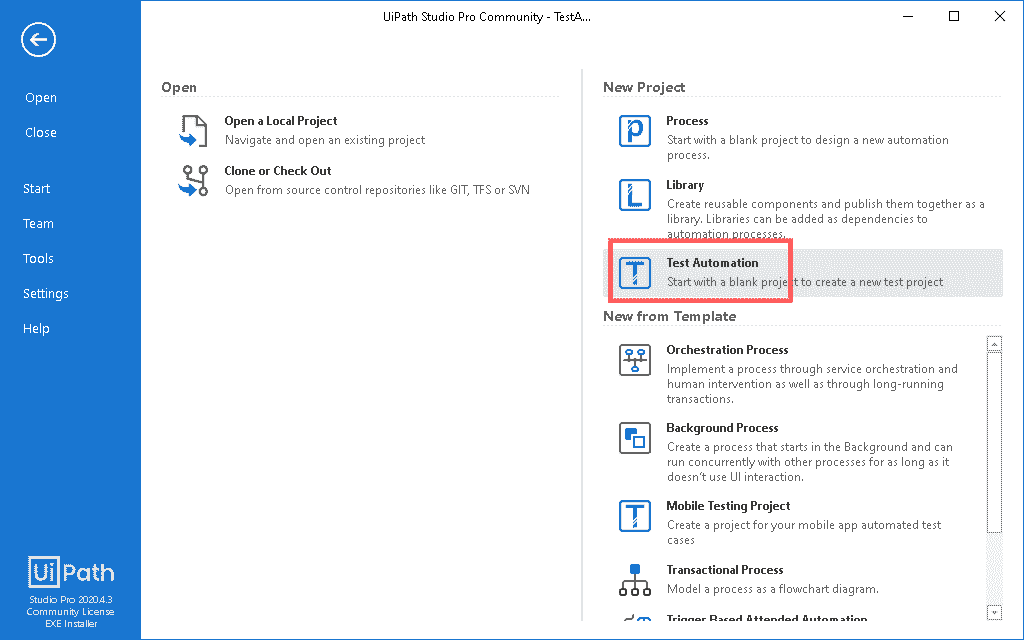 UiPath Studio Pro Community - TestA...
Open
Close
Start
Team
Tools
Settings
Help
UiPath
Studio Pro 2020.4.3
Community License
EXE Installer
Open
Open a Local Project
Navigate and open an existing project
Clone or Check Out
Open from source control repositories like GIT, TFS or SVN
New Project
Process
Start with a blank project to design a new automation
process.
Library
Create reusable components and publish them together as a
library. Libraries can be added as dependencies to
automation processes.
Test Automation
Start with a blank project to create a new test project
New from Template
Orchestration Process
Implement a process through service orchestration and
human intervention as well as through long-running
transactions.
Background Process
Create a process that starts in the Background and can
run concurrently with other processes for as long as it
doesn't use UI interaction.
Mobile Testing Project
Create a project for your mobile app automated test
cases
Transactional Process
Model a process as a flowchart diagram.
Trigger Based Attended Automation